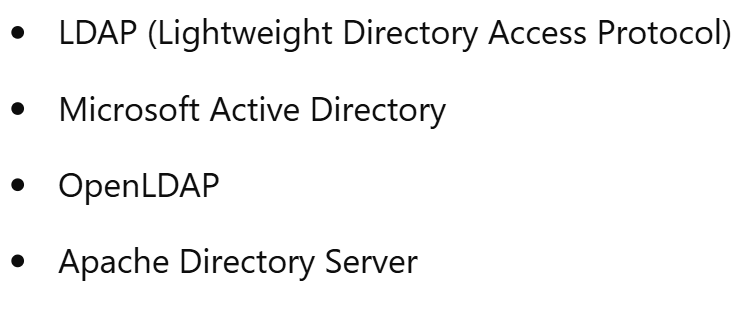 • LDAP (Lightweight Directory Access Protocol)
• Microsoft Active Directory
• OpenLDAP
• Apache Directory Server